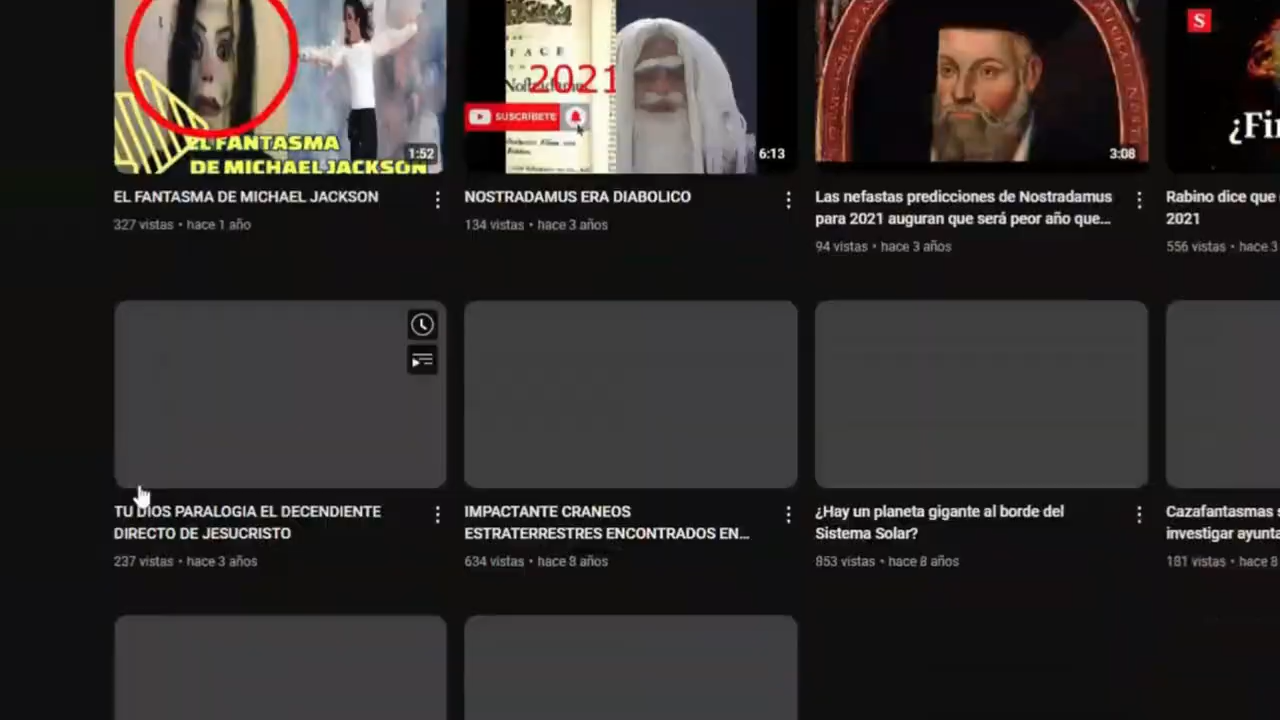 EL FANTASMA
DE MICHAEL JACKSON
1:52
FACE
2021
SUSCRÍBETE
6:13
3:08
S
¿Fi
EL FANTASMA DE MICHAEL JACKSON
327 vistas • hace 1 año
NOSTRADAMUS ERA DIABOLICO
134 vistas • hace 3 años
Las nefastas predicciones de Nostradamus
para 2021 auguran que será peor año que...
94 vistas • hace 3 años
Rabino dice que
2021
556 vistas • hace 3
TU DIOS PARALOGIA EL DECENDIENTE
DIRECTO DE JESUCRISTO
237 vistas • hace 3 años
IMPACTANTE CRANEOS
ESTRATERRESTRES ENCONTRADOS EN...
634 vistas • hace 8 años
¿Hay un planeta gigante al borde del
Sistema Solar?
853 vistas • hace 8 años
Cazafantasmas
investigar ayunta
181 vistas • hace 8